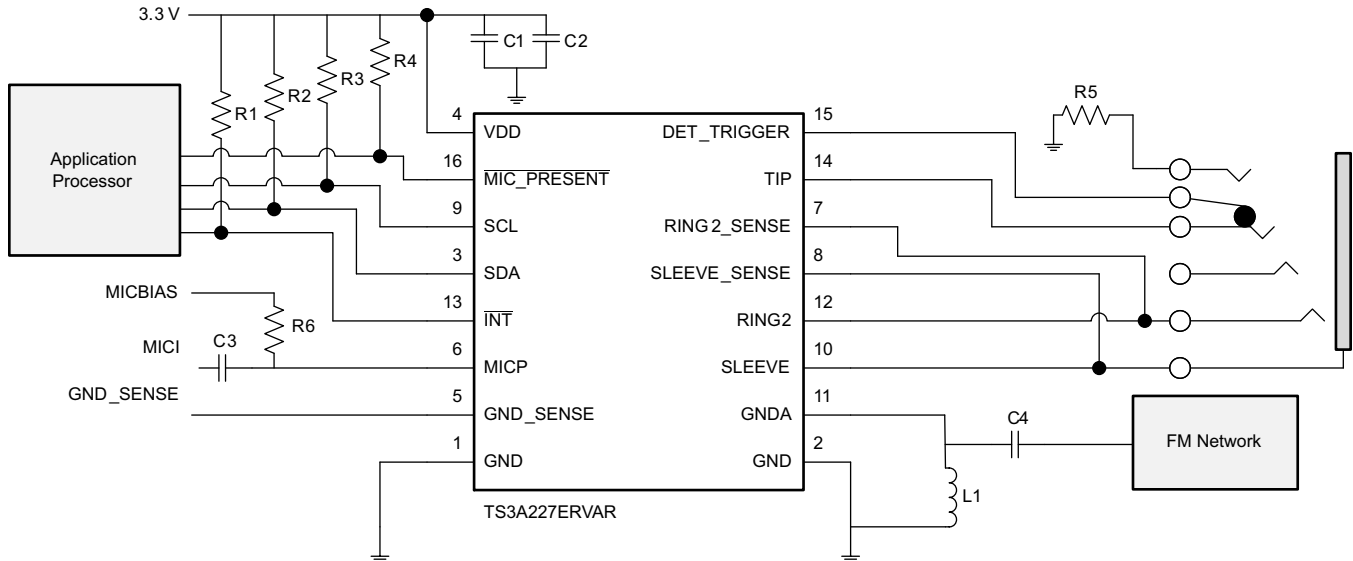 3.3 V
C1
C2
R1
R2
R3
R4
R5
Application
Processor
4
VDD
16
MIC_PRESENT
9
SCL
3
SDA
13
INT
6
MICP
5
GND_SENSE
1
GND
15
DET_TRIGGER
14
TIP
7
RING2_SENSE
8
SLEEVE_SENSE
12
RING2
10
SLEEVE
11
GNDA
2
GND
MICBIAS
R6
MICI
C3
GND_SENSE
C4
L1
FM Network
TS3A227ERVAR